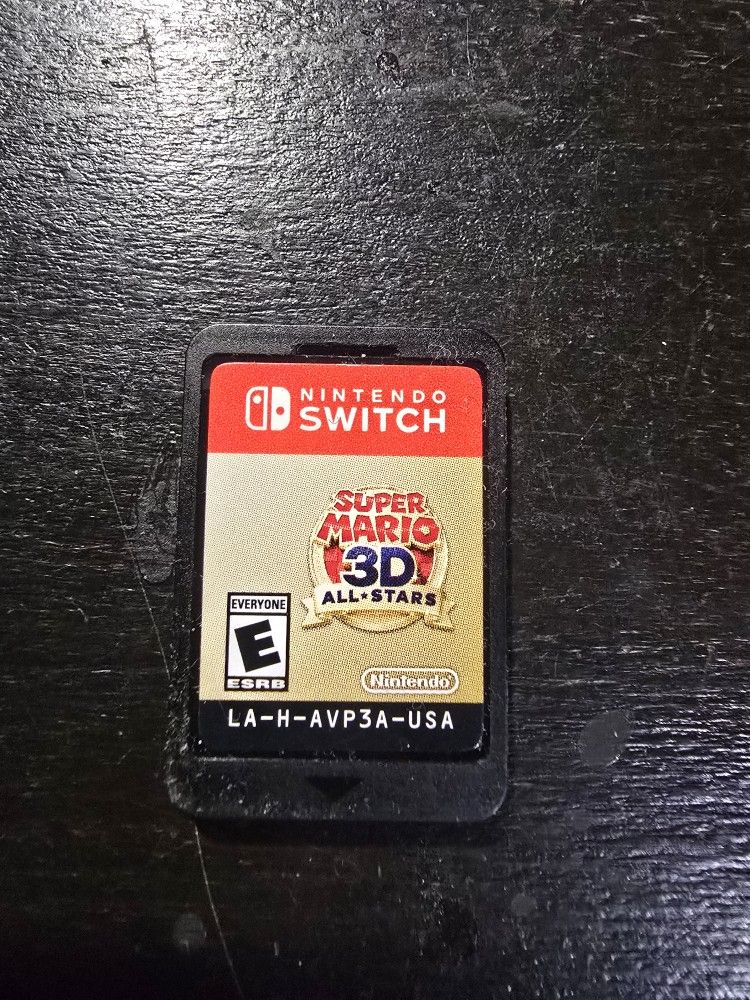 NINTENDO
SWITCH
SUPER
MARIO
3D
ALL★STARS
EVERYONE
E
ESRB
Nintendo
LA-H-AVP3A-USA